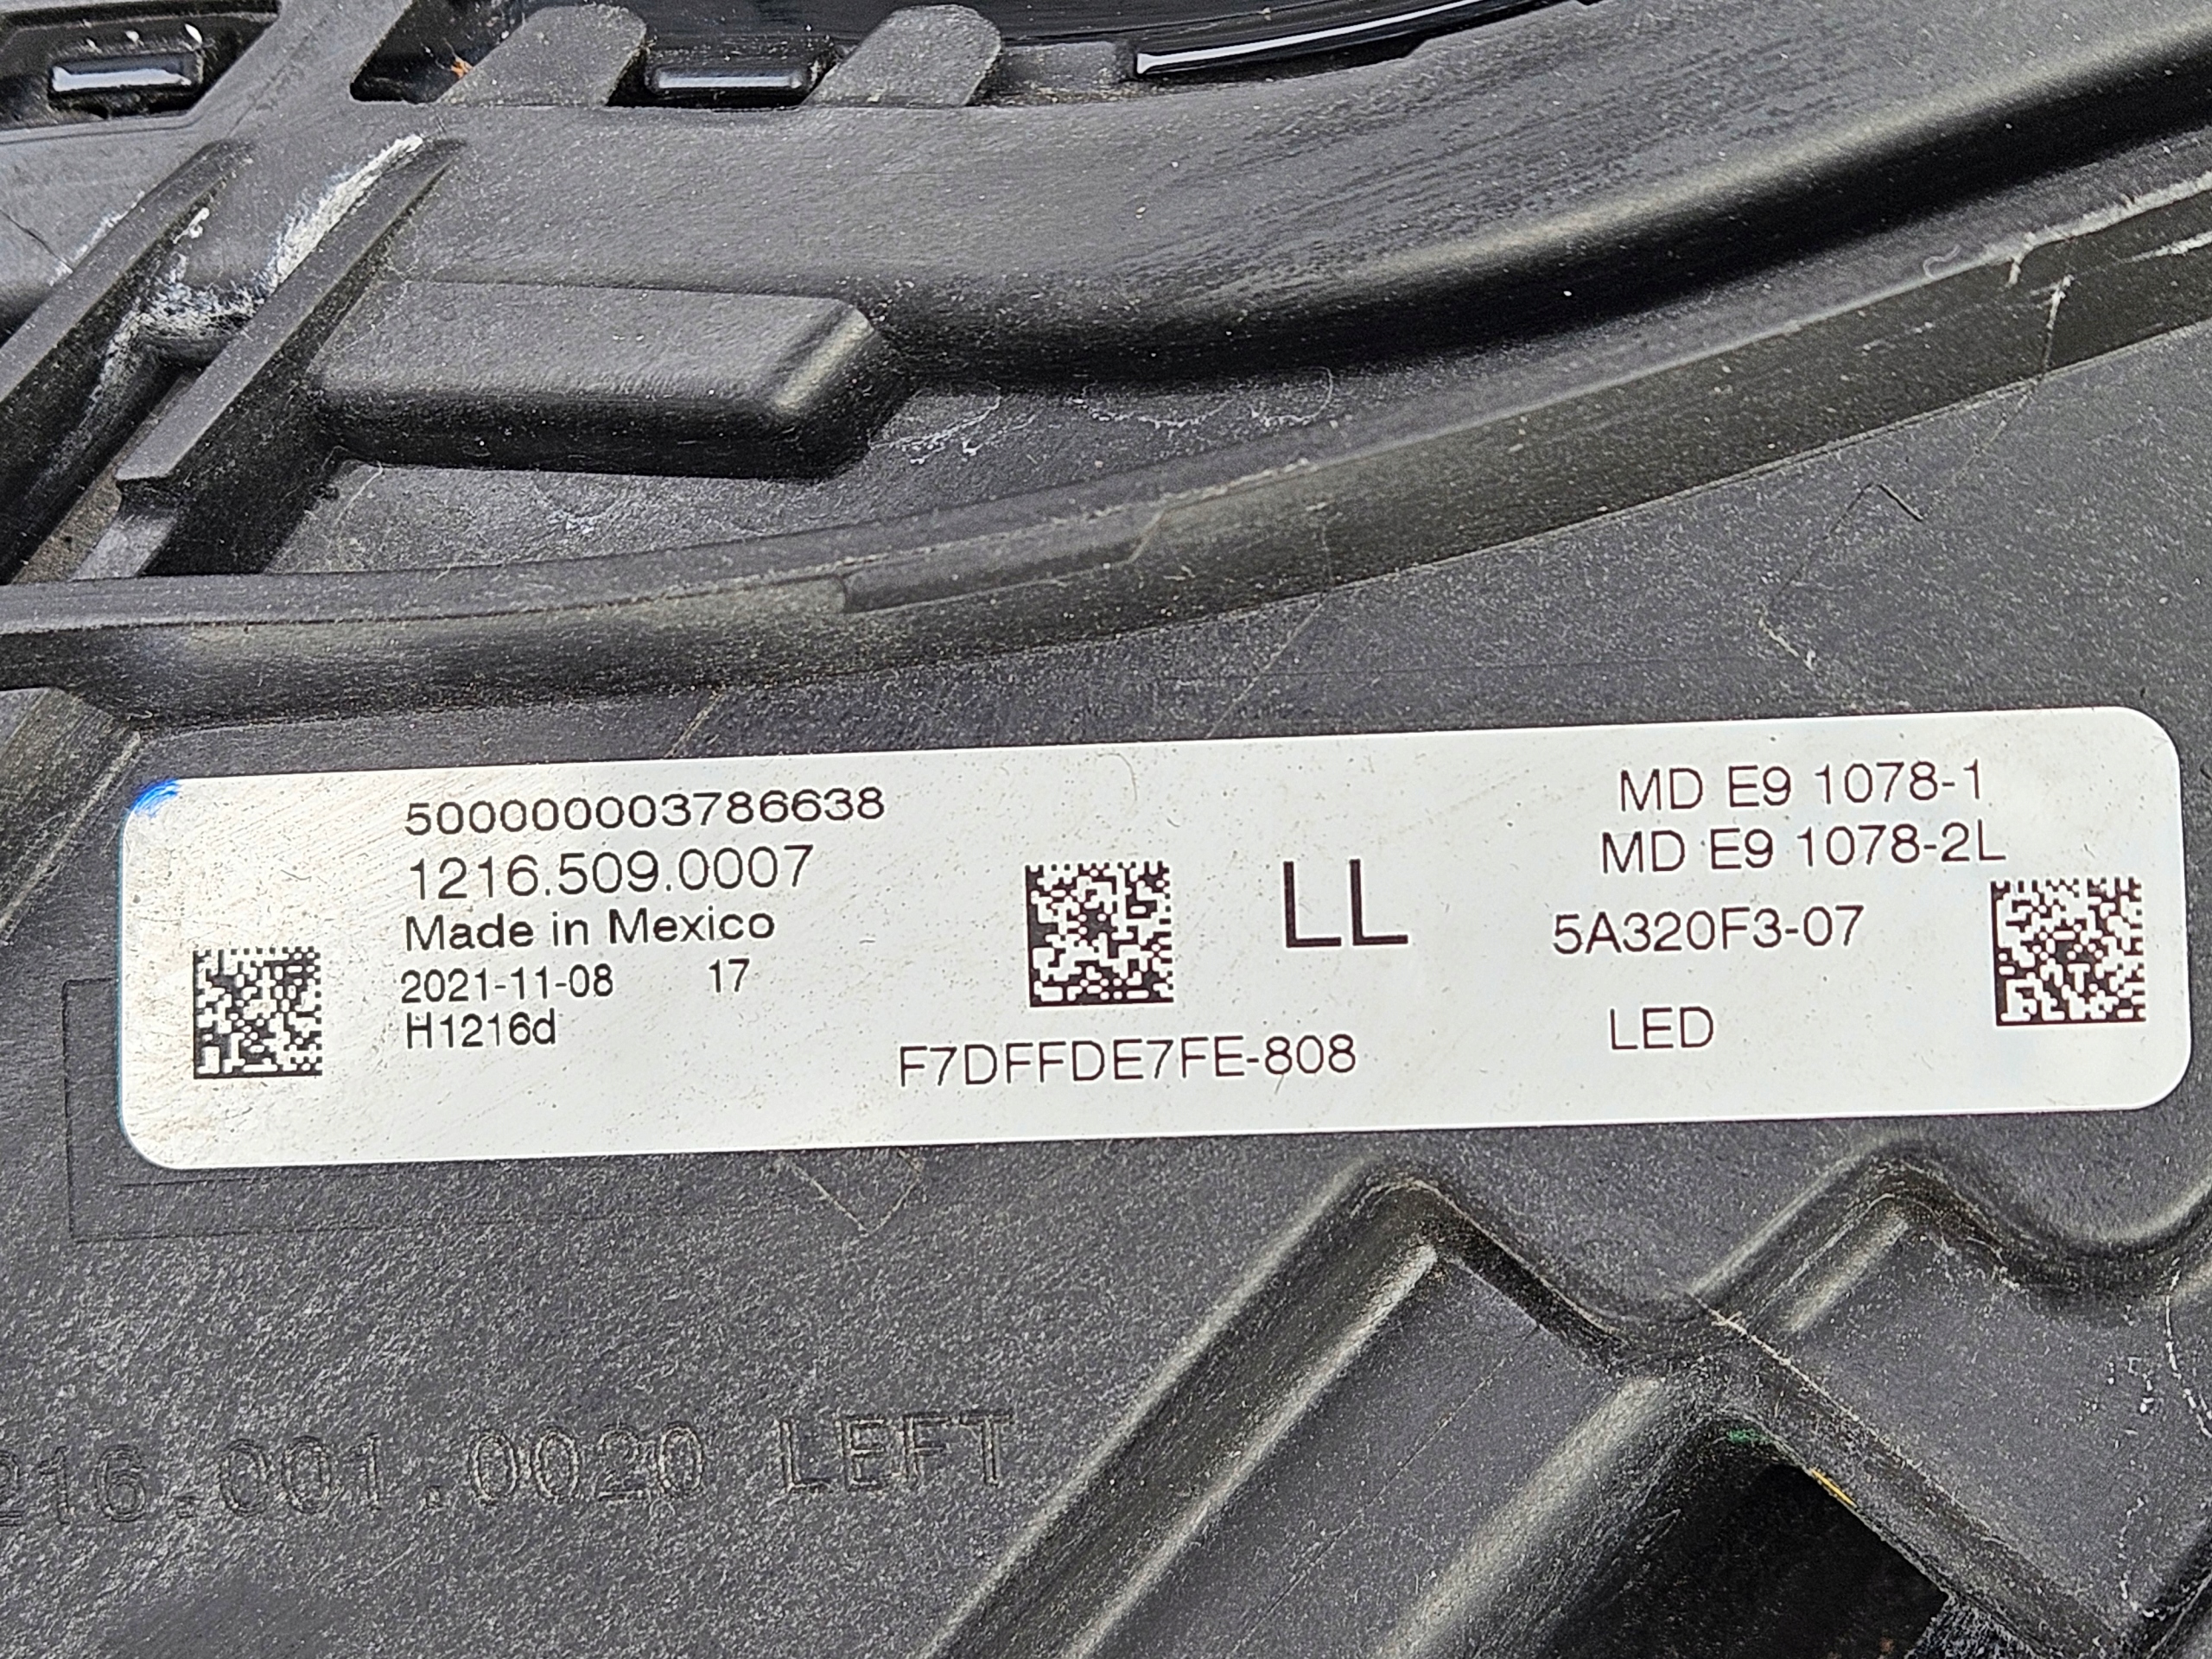 500000003786638
1216.509.0007
Made in Mexico
2021-11-08 17
H1216d
F7DFFDE7FE-808
LL
MD E9 1078-1
MD E9 1078-2L
5A320F3-07
LED
216.001.0020 LEFT